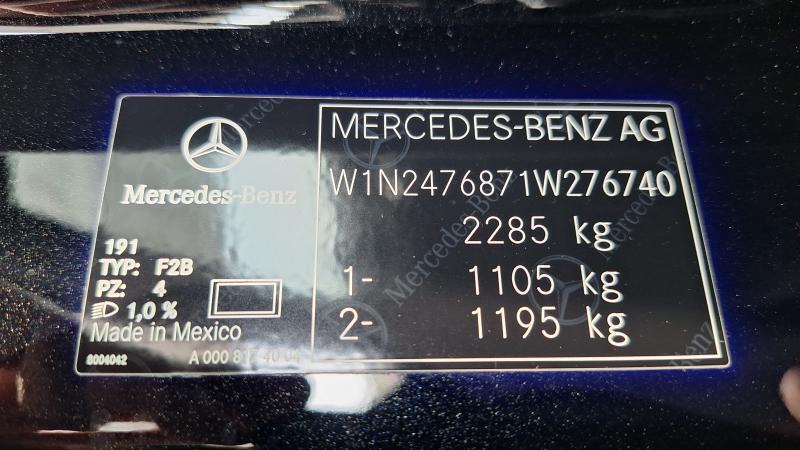 Mercedes-Benz
191
TYP: F2B
PZ: 4
1,0 %
Made in Mexico
8004042
MERCEDES-BENZ AG
W1N2476871W276740
2285 kg
1- 1105 kg
2- 1195 kg